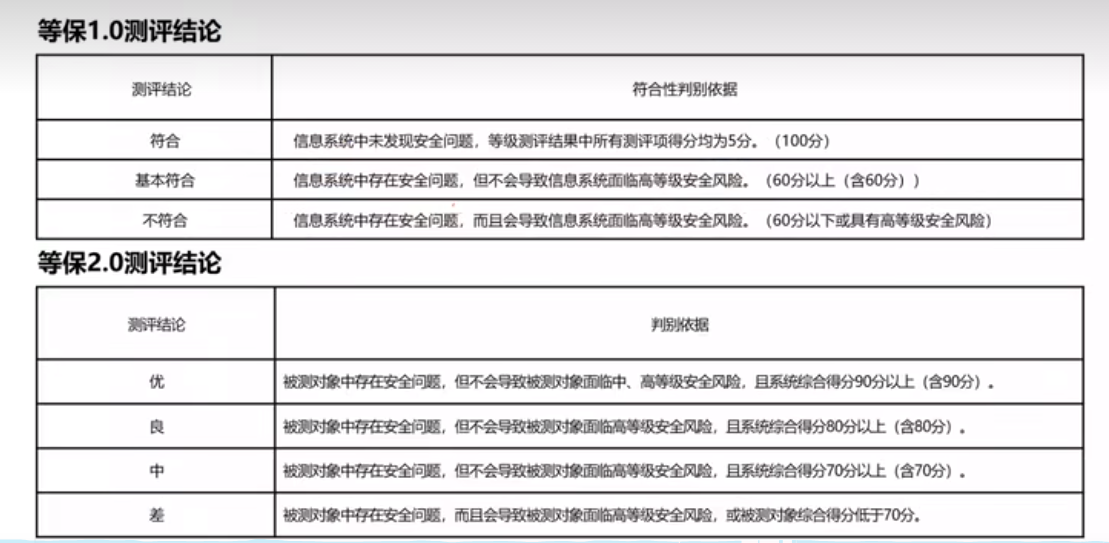 等保1.0测评结论
测评结论 符合性判别依据
符合 信息系统中未发现安全问题，等级测评结果中所有测评项得分均为5分。（100分）
基本符合 信息系统中存在安全问题，但不会导致信息系统面临高等级安全风险。（60分以上（含60分））
不符合 信息系统中存在安全问题，而且会导致信息系统面临高等级安全风险。（60分以下或具有高等级安全风险）
等保2.0测评结论
测评结论 判别依据
优 被测对象中存在安全问题，但不会导致被测对象面临中、高等级安全风险，且系统综合得分90分以上（含90分）。
良 被测对象中存在安全问题，但不会导致被测对象面临高等级安全风险，且系统综合得分80分以上（含80分）。
中 被测对象中存在安全问题，但不会导致被测对象面临高等级安全风险，且系统综合得分70分以上（含70分）。
差 被测对象中存在安全问题，而且会导致被测对象面临高等级安全风险，或被测对象综合得分低于70分。